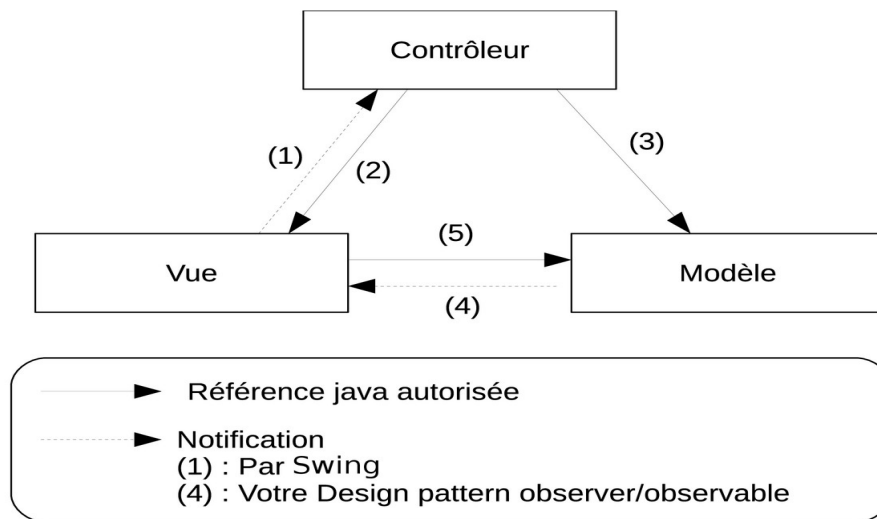 Contrôleur
(1)
(2)
(3)
Vue
(5)
(4)
Modèle
Référence java autorisée
Notification
(1) : Par Swing
(4) : Votre Design pattern observer/observable